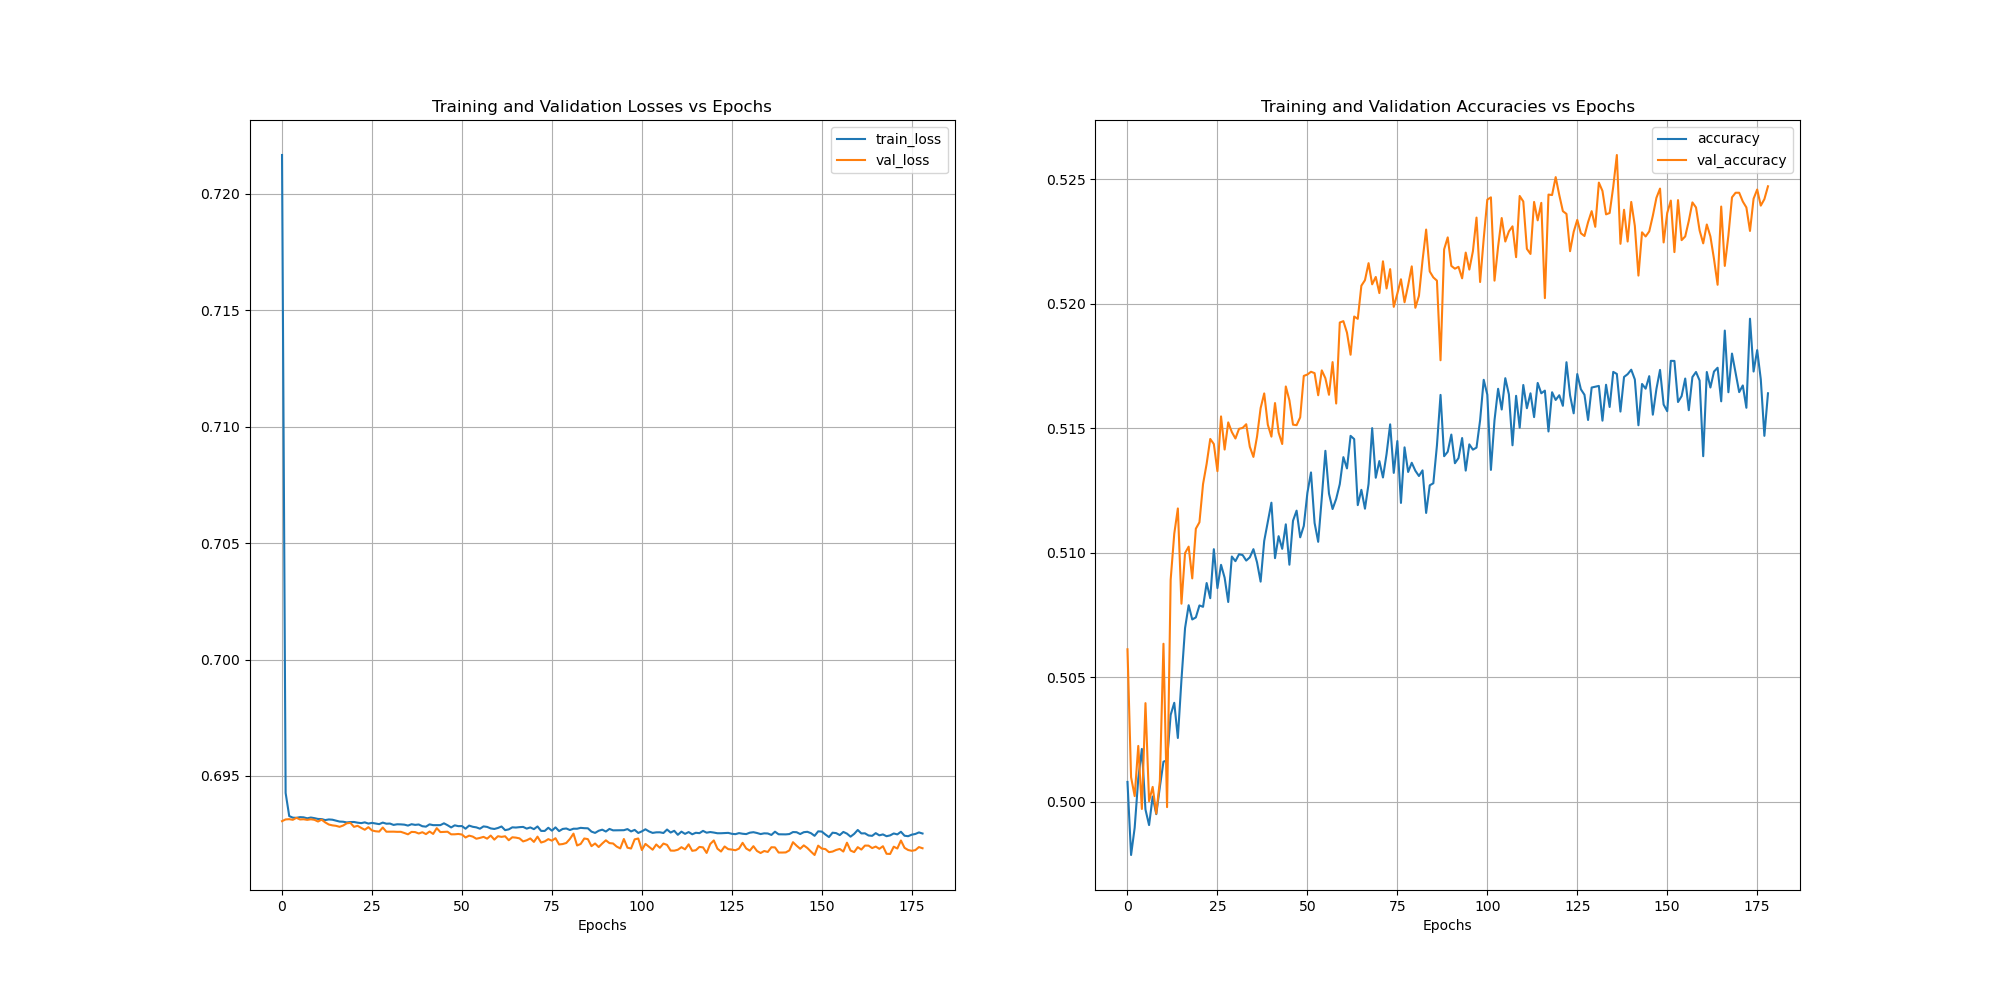 Training and Validation Losses vs Epochs
train_loss
val_loss
0.720
0.715
0.710
0.705
0.700
0.695
0 25 50 75 100 125 150 175
Epochs
Training and Validation Accuracies vs Epochs
accuracy
val_accuracy
0.525
0.520
0.515
0.510
0.505
0.500
0 25 50 75 100 125 150 175
Epochs